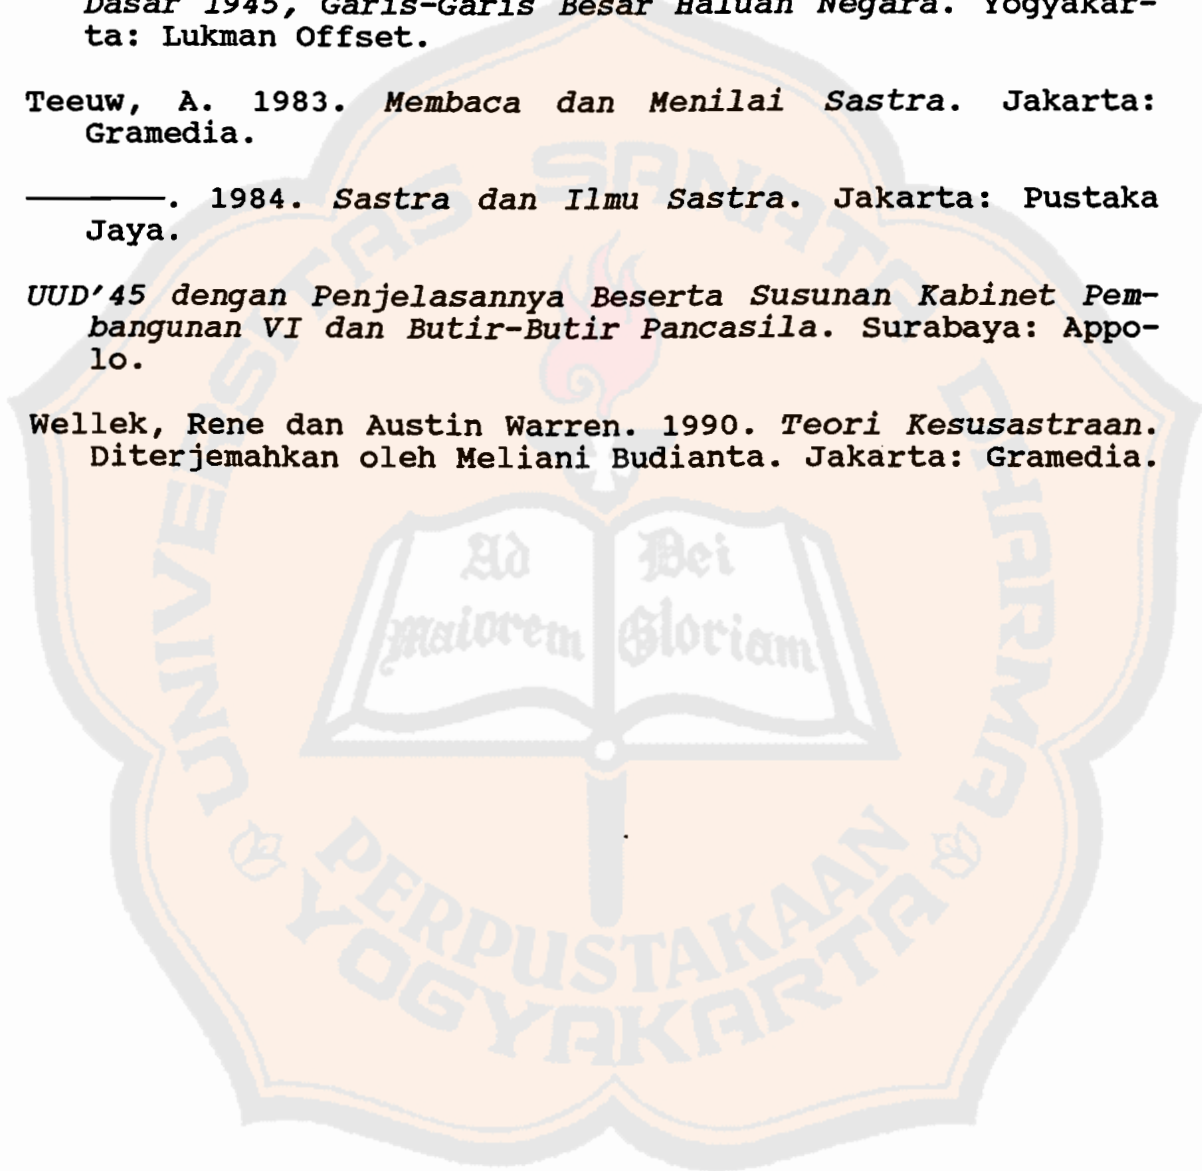 Dasar 1945, Garis-Garis Besar Haluan Negara. Yogyakar-
ta: Lukman Offset.
Teeuw, A. 1983. Membaca dan Menilai Sastra. Jakarta:
Gramedia.
———. 1984. Sastra dan Ilmu Sastra. Jakarta: Pustaka
Jaya.
UUD'45 dengan Penjelasannya Beserta Susunan Kabinet Pem-
bangunan VI dan Butir-Butir Pancasila. Surabaya: Appo-
lo.
Wellek, Rene dan Austin Warren. 1990. Teori Kesusastraan.
Diterjemahkan oleh Meliani Budianta. Jakarta: Gramedia.
UNIVERSITAS SANATA DHARMA
Ad Dei
maiorem Gloriam
PERPUSTAKAAN
YOGYAKARTA